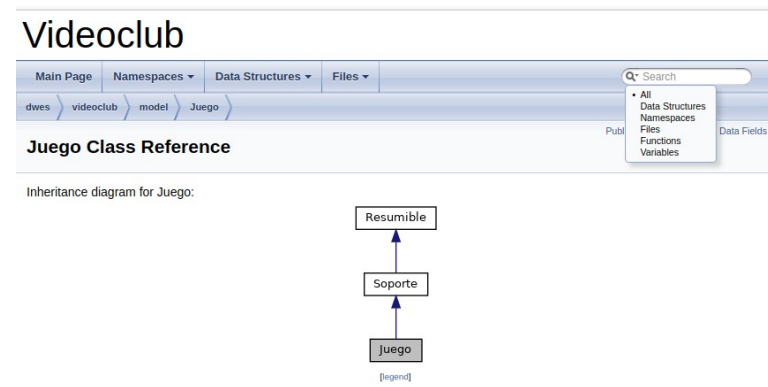 Videoclub
Main Page Namespaces Data Structures Files Search
All
dwes videoclub model Juego Data Structures
Namespaces
Files Data Fields
Functions
Juego Class Reference
Variables
Inheritance diagram for Juego:
Resumible
Soporte
Juego
[legend]